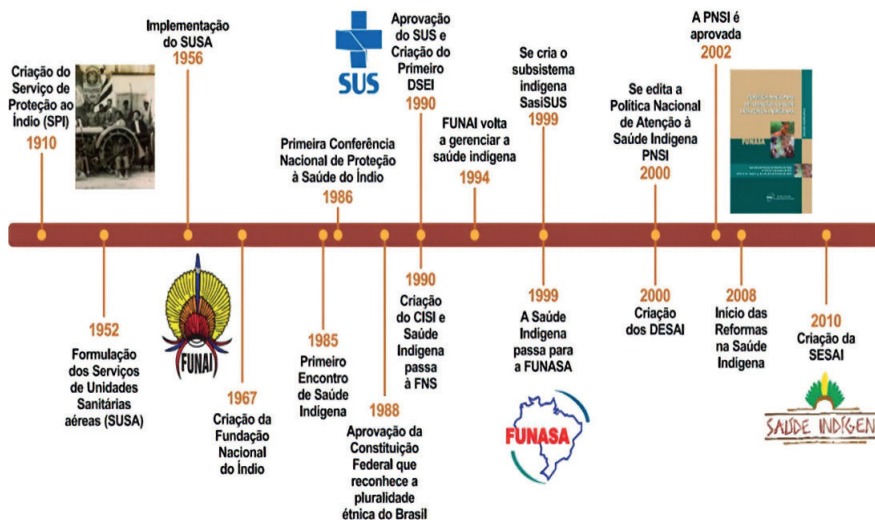 Criação do
Serviço de
Proteção ao
Índio (SPI)
1910
1952
Formulação
dos Serviços
de Unidades
Sanitárias
aéreas (SUSA)
Implementação
do SUSA
1956
FUNAI
1967
Criação da
Fundação
Nacional
do Índio
1985
Primeiro
Encontro
de Saúde
Indígena
Primeira Conferência
Nacional de Proteção
à Saúde do Índio
1986
1988
Aprovação da
Constituição
Federal que
reconhece a
pluralidade
étnica do Brasil
SUS
Aprovação
do SUS e
Criação do
Primeiro
DSEI
1990
1990
Criação
do CISI e
Saúde
Indígena
passa
à FNS
FUNAI volta
a gerenciar a
saúde indígena
1994
Se cria o
subsistema
indígena
SasiSUS
1999
1999
A Saúde
Indígena
passa para
a FUNASA
FUNASA
Se edita a
Política Nacional
de Atenção à
Saúde Indígena
PNSI
2000
2000
Criação
dos DESAI
A PNSI é
aprovada
2002
FUNASA
2008
Início das
Reformas
na Saúde
Indígena
2010
Criação da
SESAI
SAÚDE INDÍGEN